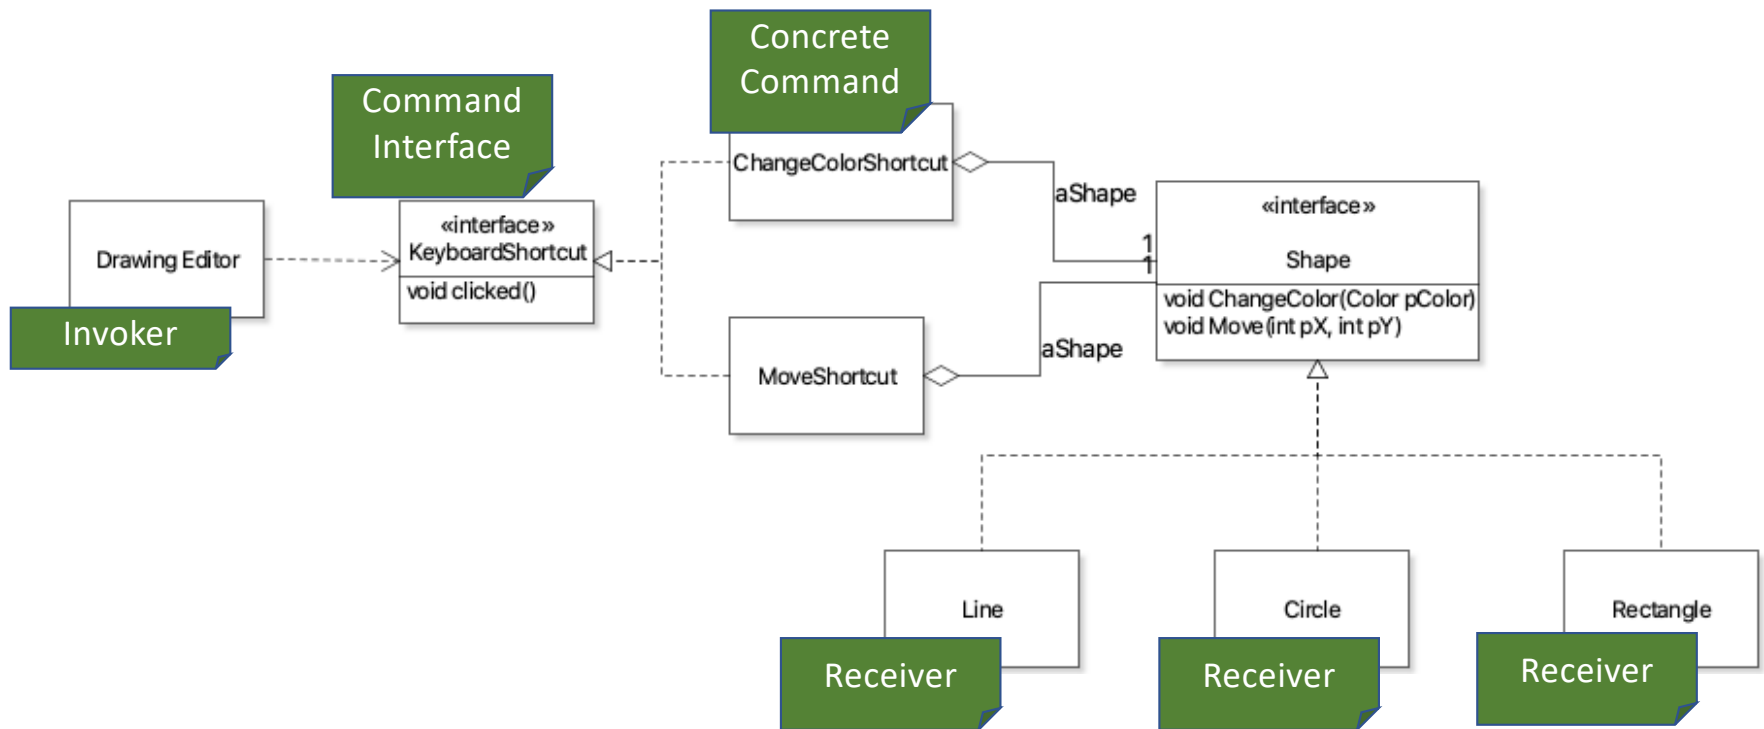 Concrete
Command
Command
Interface
ChangeColorShortcut
aShape
«interface»
Shape
void ChangeColor(Color pColor)
void Move(int pX, int pY)
«interface»
KeyboardShortcut
void clicked()
Drawing Editor
Invoker
1
1
aShape
MoveShortcut
Line
Circle
Rectangle
Receiver
Receiver
Receiver